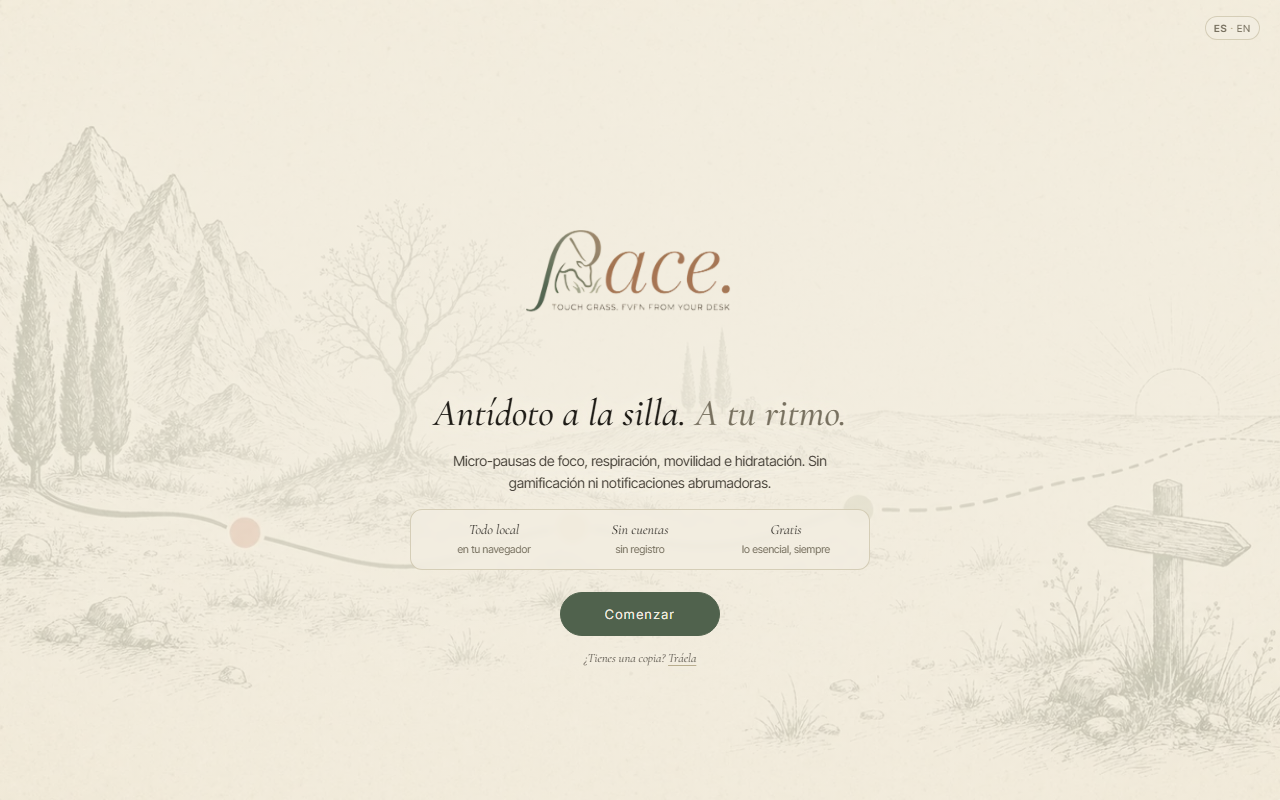 ES · EN
Pace.
TOUCH GRASS, EVEN FROM YOUR DESK
Antídoto a la silla. A tu ritmo.
Micro-pausas de foco, respiración, movilidad e hidratación. Sin
gamificación ni notificaciones abrumadoras.
Todo local
en tu navegador
Sin cuentas
sin registro
Gratis
lo esencial, siempre
Comenzar
¿Tienes una copia? Tráela